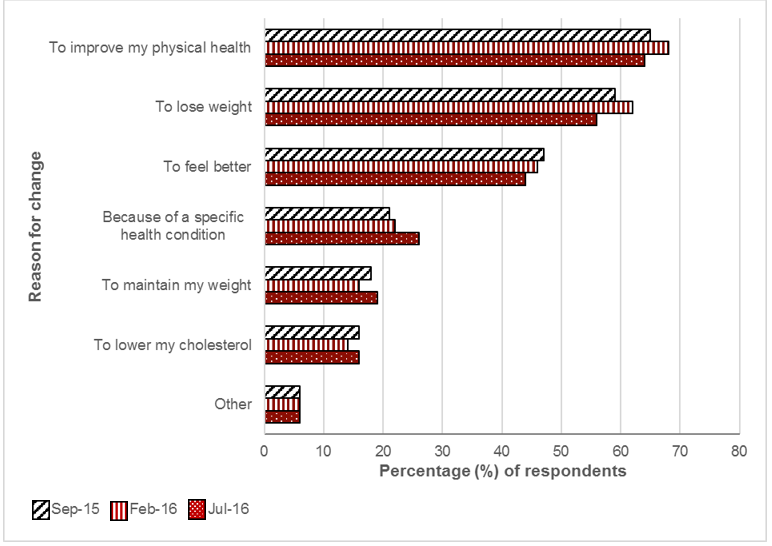 Reason for change
To improve my physical health
To lose weight
To feel better
Because of a specific
health condition
To maintain my weight
To lower my cholesterol
Other
0 10 20 30 40 50 60 70 80
Percentage (%) of respondents
Sep-15 Feb-16 Jul-16